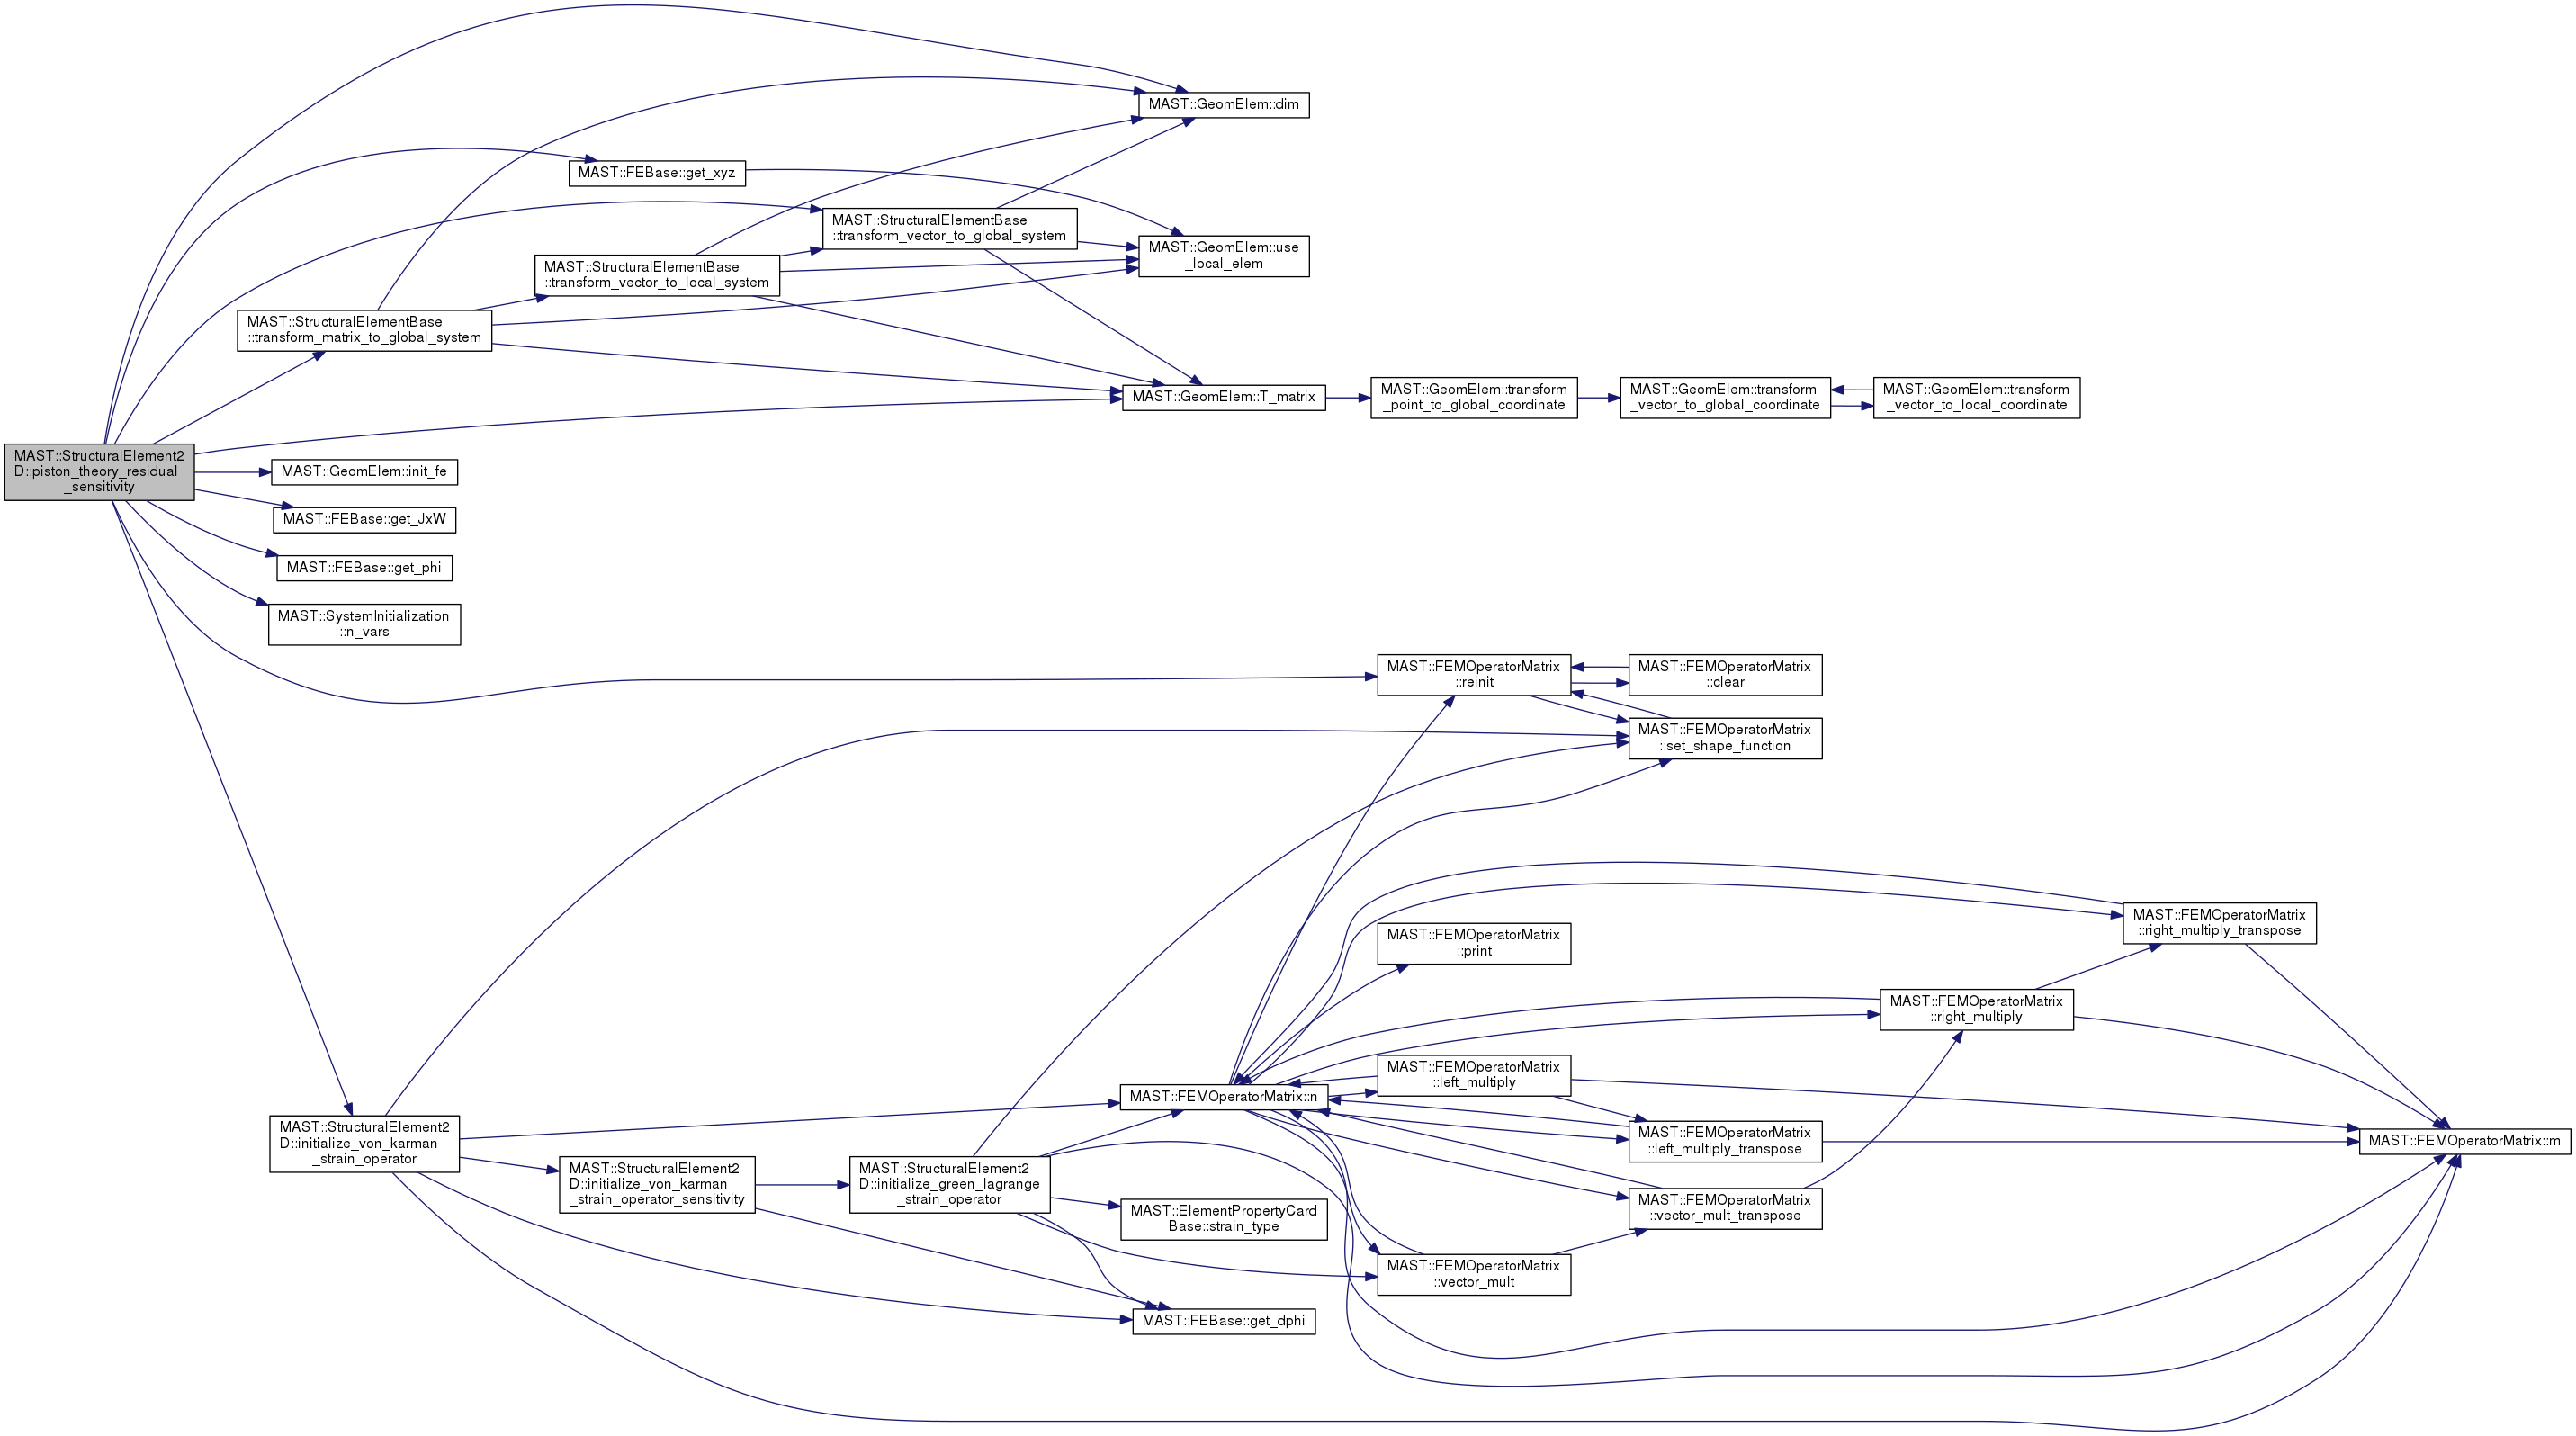 MAST::GeomElem::dim
MAST::FEBase::get_xyz
MAST::StructuralElementBase
::transform_vector_to_global_system
MAST::GeomElem::use
_local_elem
MAST::StructuralElementBase
::transform_vector_to_local_system
MAST::StructuralElementBase
::transform_matrix_to_global_system
MAST::GeomElem::T_matrix
MAST::GeomElem::transform
_point_to_global_coordinate
MAST::GeomElem::transform
_vector_to_global_coordinate
MAST::GeomElem::transform
_vector_to_local_coordinate
MAST::StructuralElement2
D::piston_theory_residual
_sensitivity
MAST::GeomElem::init_fe
MAST::FEBase::get_JxW
MAST::FEBase::get_phi
MAST::SystemInitialization
::n_vars
MAST::FEMOperatorMatrix
::reinit
MAST::FEMOperatorMatrix
::clear
MAST::FEMOperatorMatrix
::set_shape_function
MAST::FEMOperatorMatrix
::right_multiply_transpose
MAST::FEMOperatorMatrix
::print
MAST::FEMOperatorMatrix
::right_multiply
MAST::FEMOperatorMatrix
::left_multiply
MAST::FEMOperatorMatrix::n
MAST::FEMOperatorMatrix
::left_multiply_transpose
MAST::FEMOperatorMatrix::m
MAST::StructuralElement2
D::initialize_von_karman
_strain_operator
MAST::StructuralElement2
D::initialize_von_karman
_strain_operator_sensitivity
MAST::StructuralElement2
D::initialize_green_lagrange
_strain_operator
MAST::ElementPropertyCard
Base::strain_type
MAST::FEMOperatorMatrix
::vector_mult_transpose
MAST::FEMOperatorMatrix
::vector_mult
MAST::FEBase::get_dphi